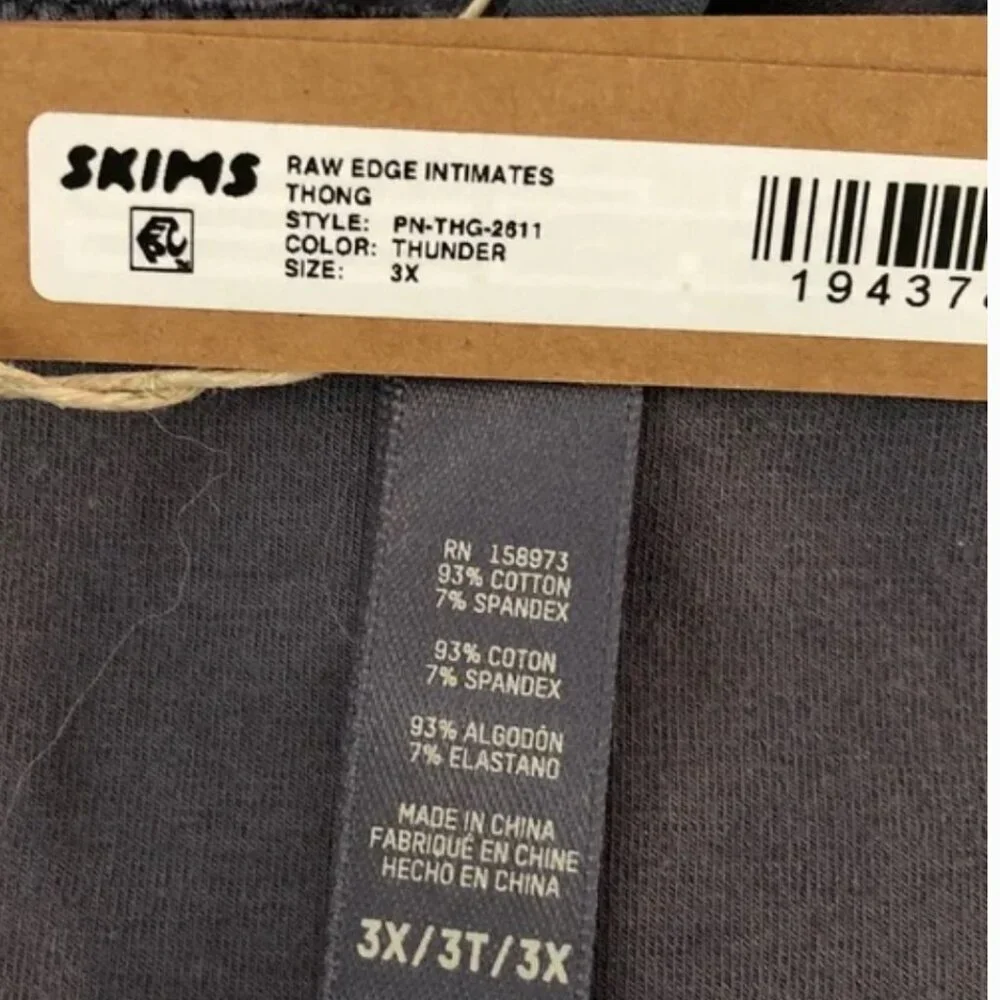 SKIMS
RAW EDGE INTIMATES
THONG
STYLE: PN-THG-2611
COLOR: THUNDER
SIZE: 3X
19437
RN 158973
93% COTTON
7% SPANDEX
93% COTON
7% SPANDEX
93% ALGODÓN
7% ELASTANO
MADE IN CHINA
FABRIQUÉ EN CHINE
HECHO EN CHINA
3X/3T/3X